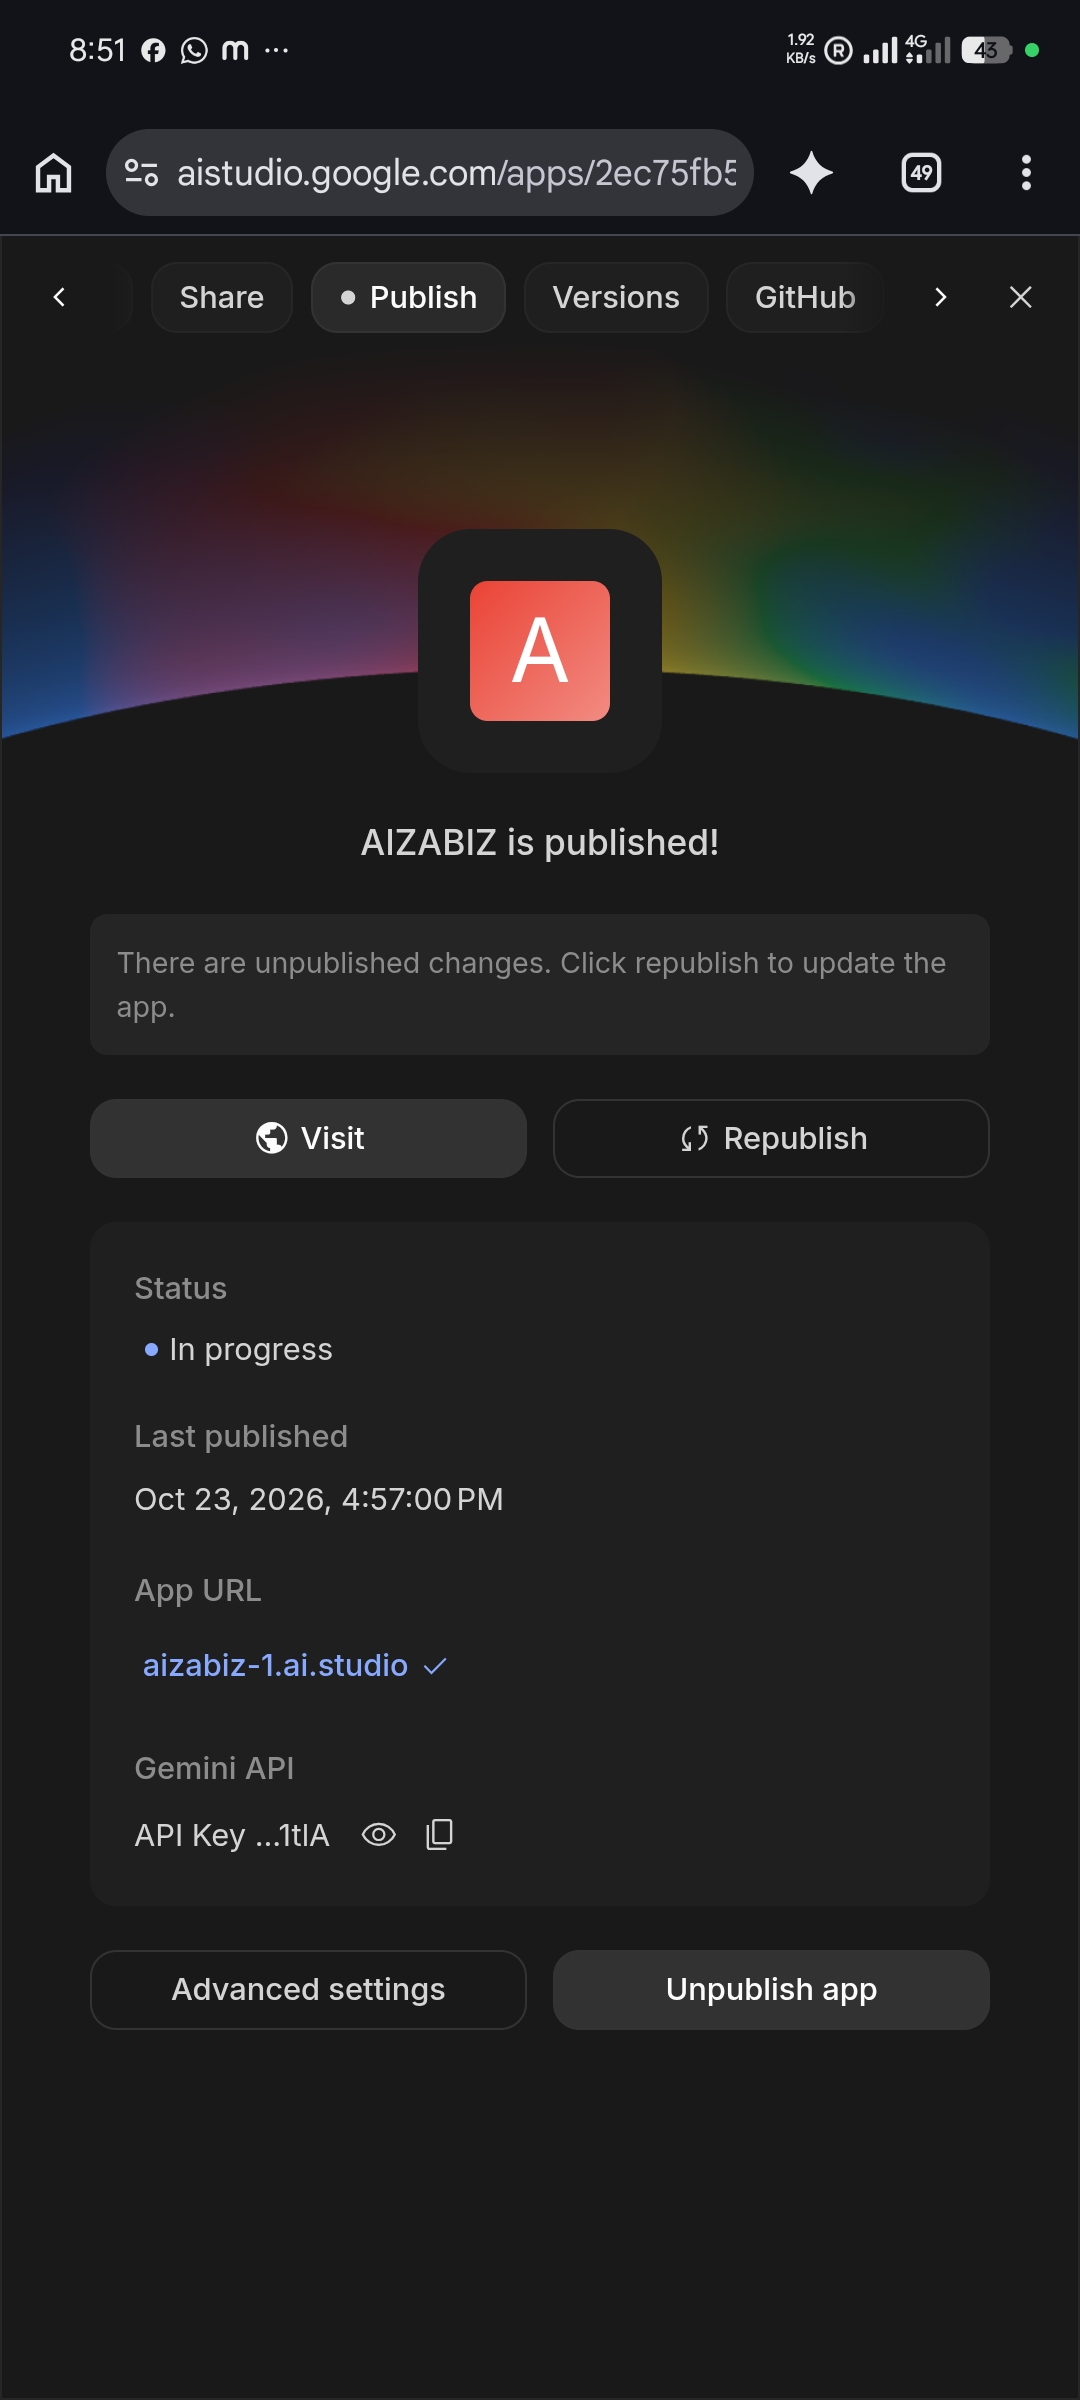 8:51
1.92
KB/s
R
4G
43
aistudio.google.com/apps/2ec75fb5
49
Share
Publish
Versions
GitHub
A
AIZABIZ is published!
There are unpublished changes. Click republish to update the
app.
Visit
Republish
Status
In progress
Last published
Oct 23, 2026, 4:57:00 PM
App URL
aizabiz-1.ai.studio
Gemini API
API Key ...1tIA
Advanced settings
Unpublish app